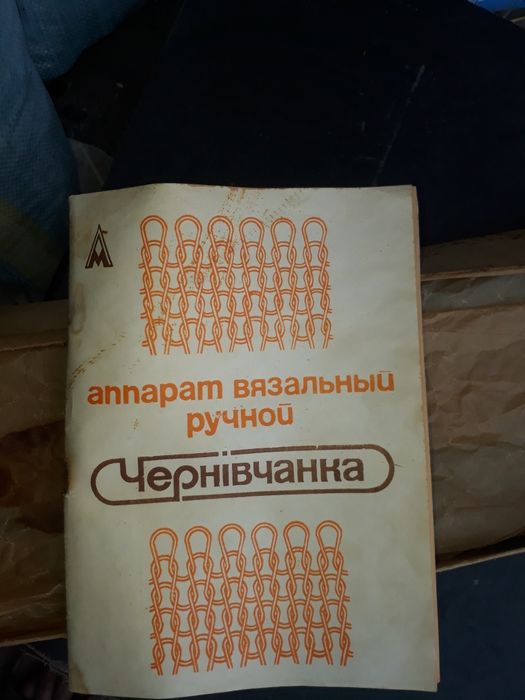 аппарат вязальный
ручной
Чернівчанка